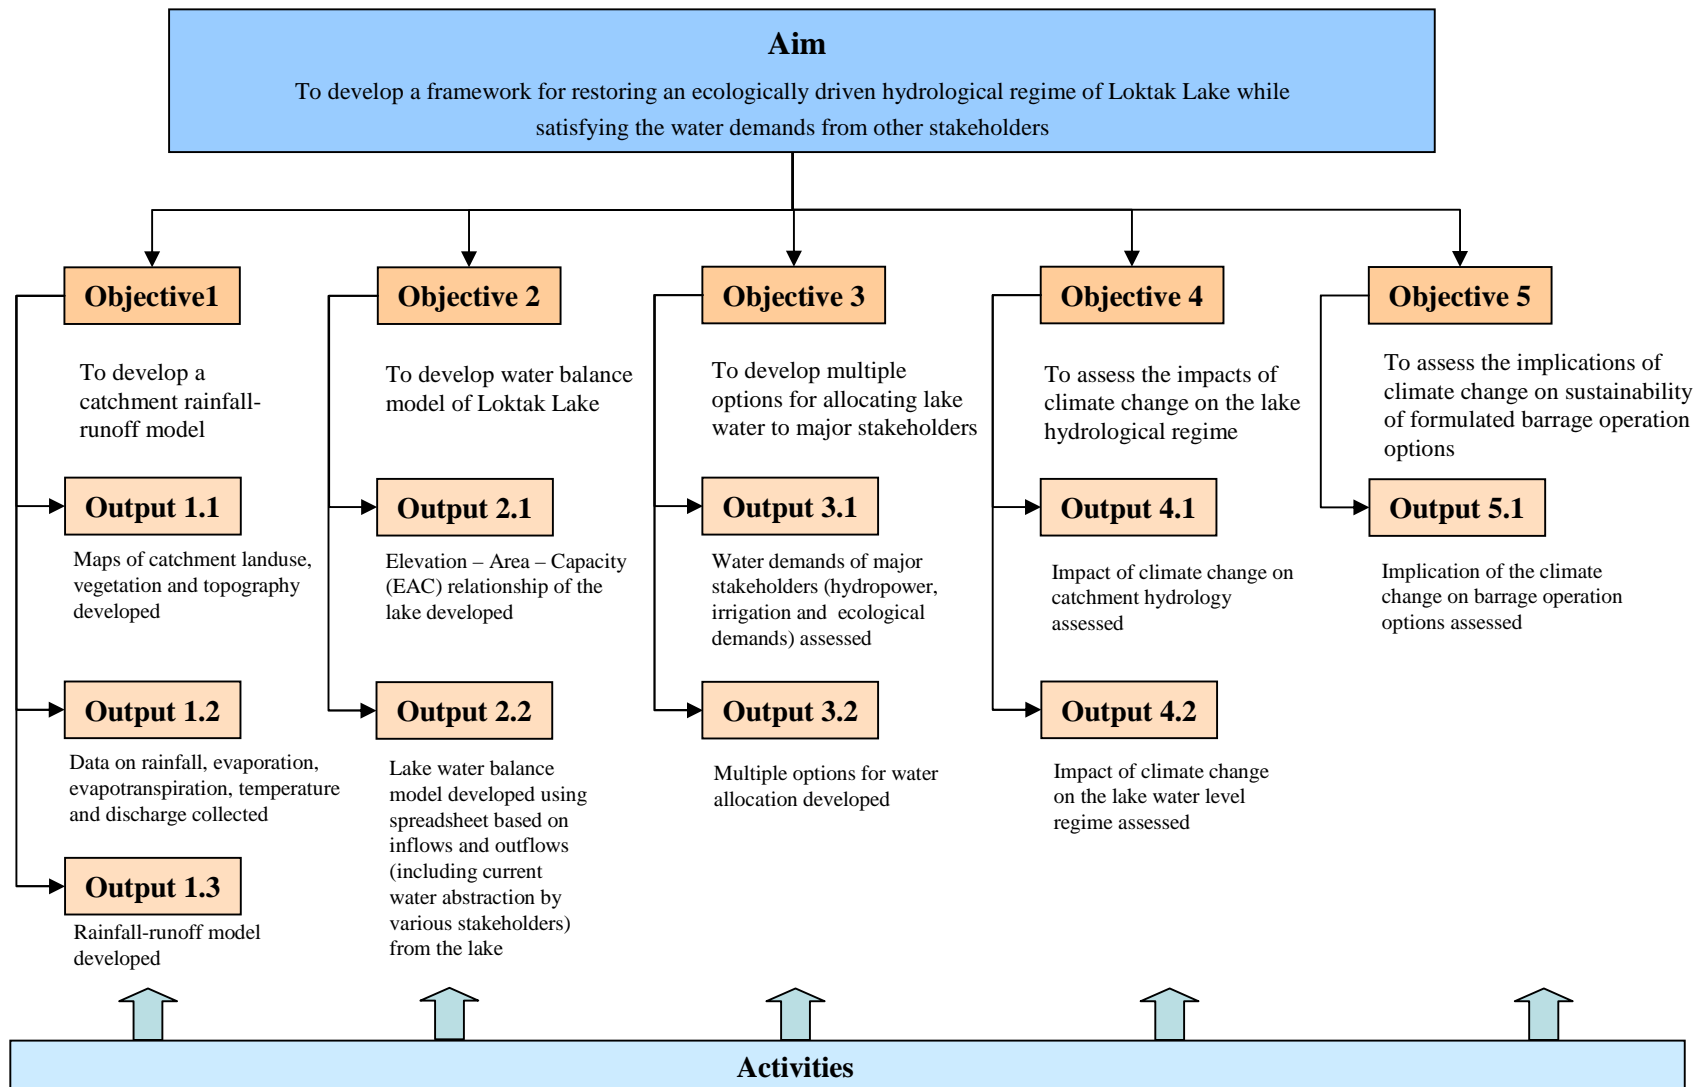 Aim
To develop a framework for restoring an ecologically driven hydrological regime of Loktak Lake while
satisfying the water demands from other stakeholders
Objective1
To develop a
catchment rainfall-
runoff model
Output 1.1
Maps of catchment landuse,
vegetation and topography
developed
Output 1.2
Data on rainfall, evaporation,
evapotranspiration, temperature
and discharge collected
Output 1.3
Rainfall-runoff model
developed
Objective 2
To develop water balance
model of Loktak Lake
Output 2.1
Elevation – Area – Capacity
(EAC) relationship of the
lake developed
Output 2.2
Lake water balance
model developed using
spreadsheet based on
inflows and outflows
(including current
water abstraction by
various stakeholders)
from the lake
Objective 3
To develop multiple
options for allocating lake
water to major stakeholders
Output 3.1
Water demands of major
stakeholders (hydropower,
irrigation and ecological
demands) assessed
Output 3.2
Multiple options for water
allocation developed
Objective 4
To assess the impacts of
climate change on the lake
hydrological regime
Output 4.1
Impact of climate change on
catchment hydrology
assessed
Output 4.2
Impact of climate change
on the lake water level
regime assessed
Objective 5
To assess the implications of
climate change on sustainability
of formulated barrage operation
options
Output 5.1
Implication of the climate
change on barrage operation
options assessed
Activities